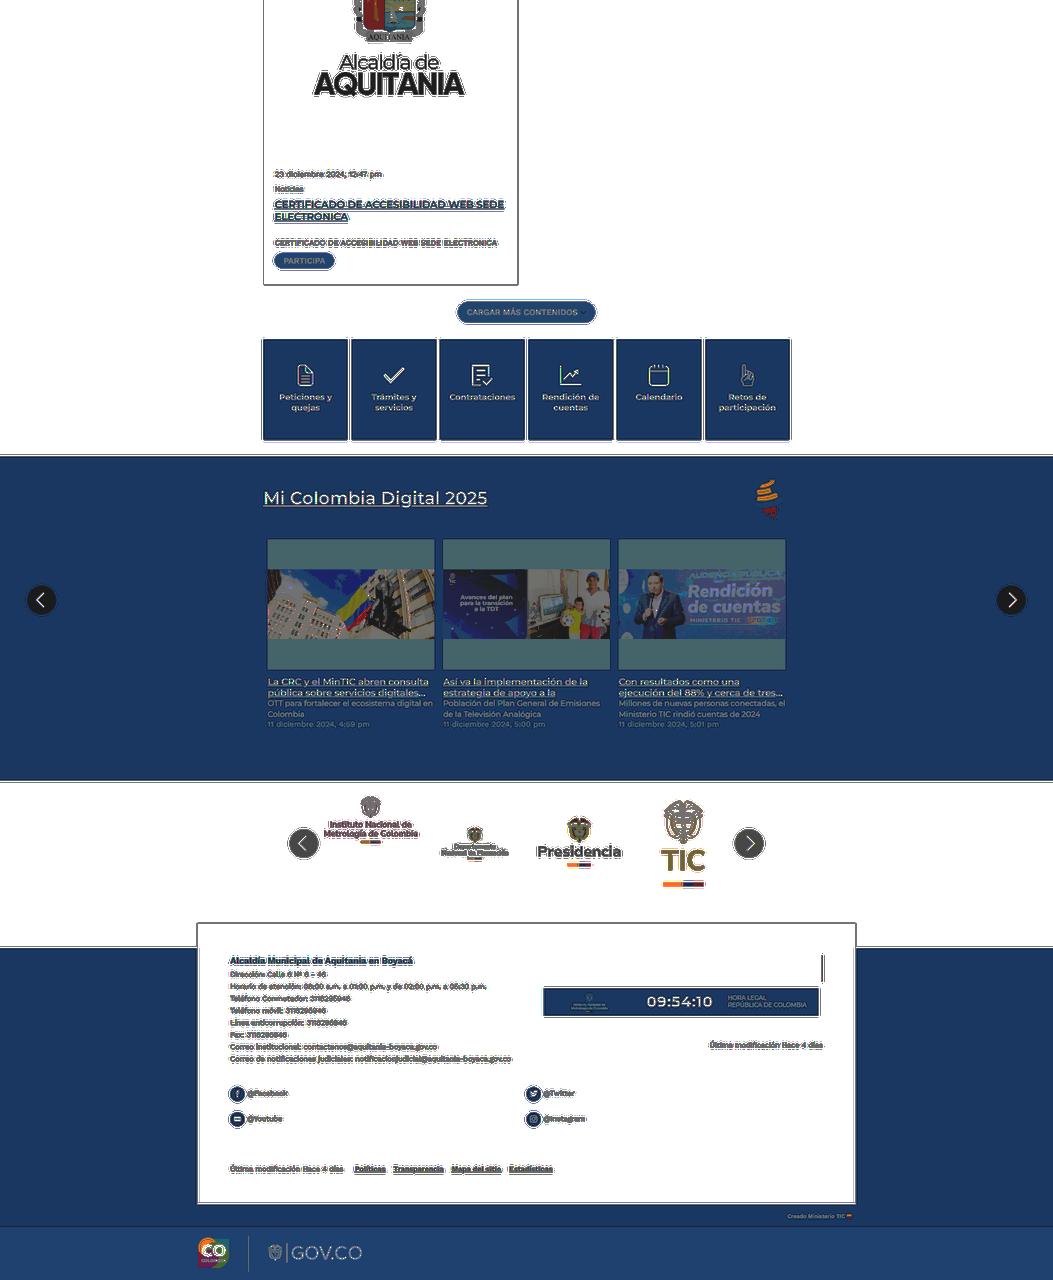 AQUITANIA
Alcaldía de
AQUITANIA
23 diciembre 2024, 12:47 pm
Noticias
CERTIFICADO DE ACCESIBILIDAD WEB SEDE
ELECTRÓNICA
CERTIFICADO DE ACCESIBILIDAD WEB SEDE ELECTRONICA
PARTICIPA
CARGAR MÁS CONTENIDOS
Peticiones y
quejas
Trámites y
servicios
Contrataciones
Rendición de
cuentas
Calendario
Retos de
participación
Mi Colombia Digital 2025
Avances del plan
para la transición
a la TDT
AUDIENCIA PÚBLICA
Rendición
de cuentas
MINISTERIO TIC
La CRC y el MinTIC abren consulta
pública sobre servicios digitales...
OTT para fortalecer el ecosistema digital en
Colombia
11 diciembre 2024, 4:59 pm
Así va la implementación de la
estrategia de apoyo a la
Población del Plan General de Emisiones
de la Televisión Analógica
11 diciembre 2024, 5:00 pm
Con resultados como una
ejecución del 88% y cerca de tres...
Millones de nuevas personas conectadas, el
Ministerio TIC rindió cuentas de 2024
11 diciembre 2024, 5:01 pm
Instituto Nacional de
Metrología de Colombia
Presidencia
TIC
Alcaldía Municipal de Aquitania en Boyacá
Dirección: Calle 6 Nº 6 - 46
Horario de atención: 08:00 a.m. a 01:00 p.m. y de 02:00 p.m. a 05:30 p.m.
Teléfono Conmutador: 3118295946
Teléfono móvil: 3118295946
Línea anticorrupción: 3118295946
Fax: 3118295946
Correo institucional: contactenos@aquitania-boyaca.gov.co
Correo de notificaciones judiciales: notificacionjudicial@aquitania-boyaca.gov.co
09:54:10
HORA LEGAL
REPÚBLICA DE COLOMBIA
Última modificación Hace 4 días
@Facebook
@Twitter
@Youtube
@Instagram
Última modificación Hace 4 días Políticas Transparencia Mapa del sitio Estadísticas
Creado Ministerio TIC
CO
COLOMBIA
GOV.CO